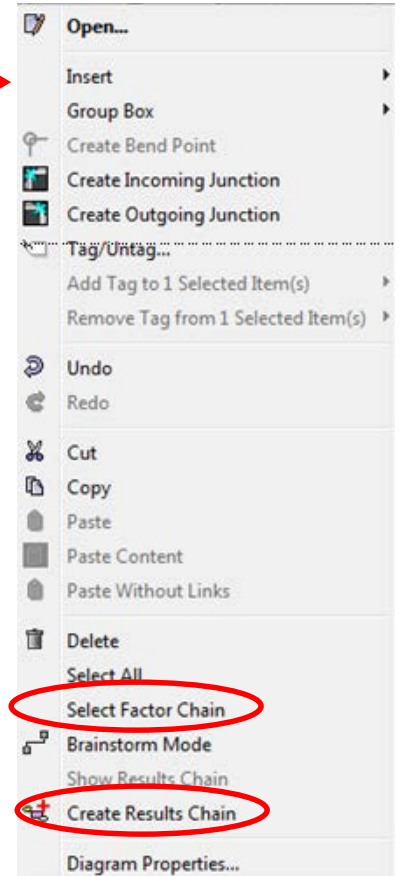 Open...
Insert
Group Box
Create Bend Point
Create Incoming Junction
Create Outgoing Junction
Tag/Untag...
Add Tag to 1 Selected Item(s)
Remove Tag from 1 Selected Item(s)
Undo
Redo
Cut
Copy
Paste
Paste Content
Paste Without Links
Delete
Select All
Select Factor Chain
Brainstorm Mode
Show Results Chain
Create Results Chain
Diagram Properties...